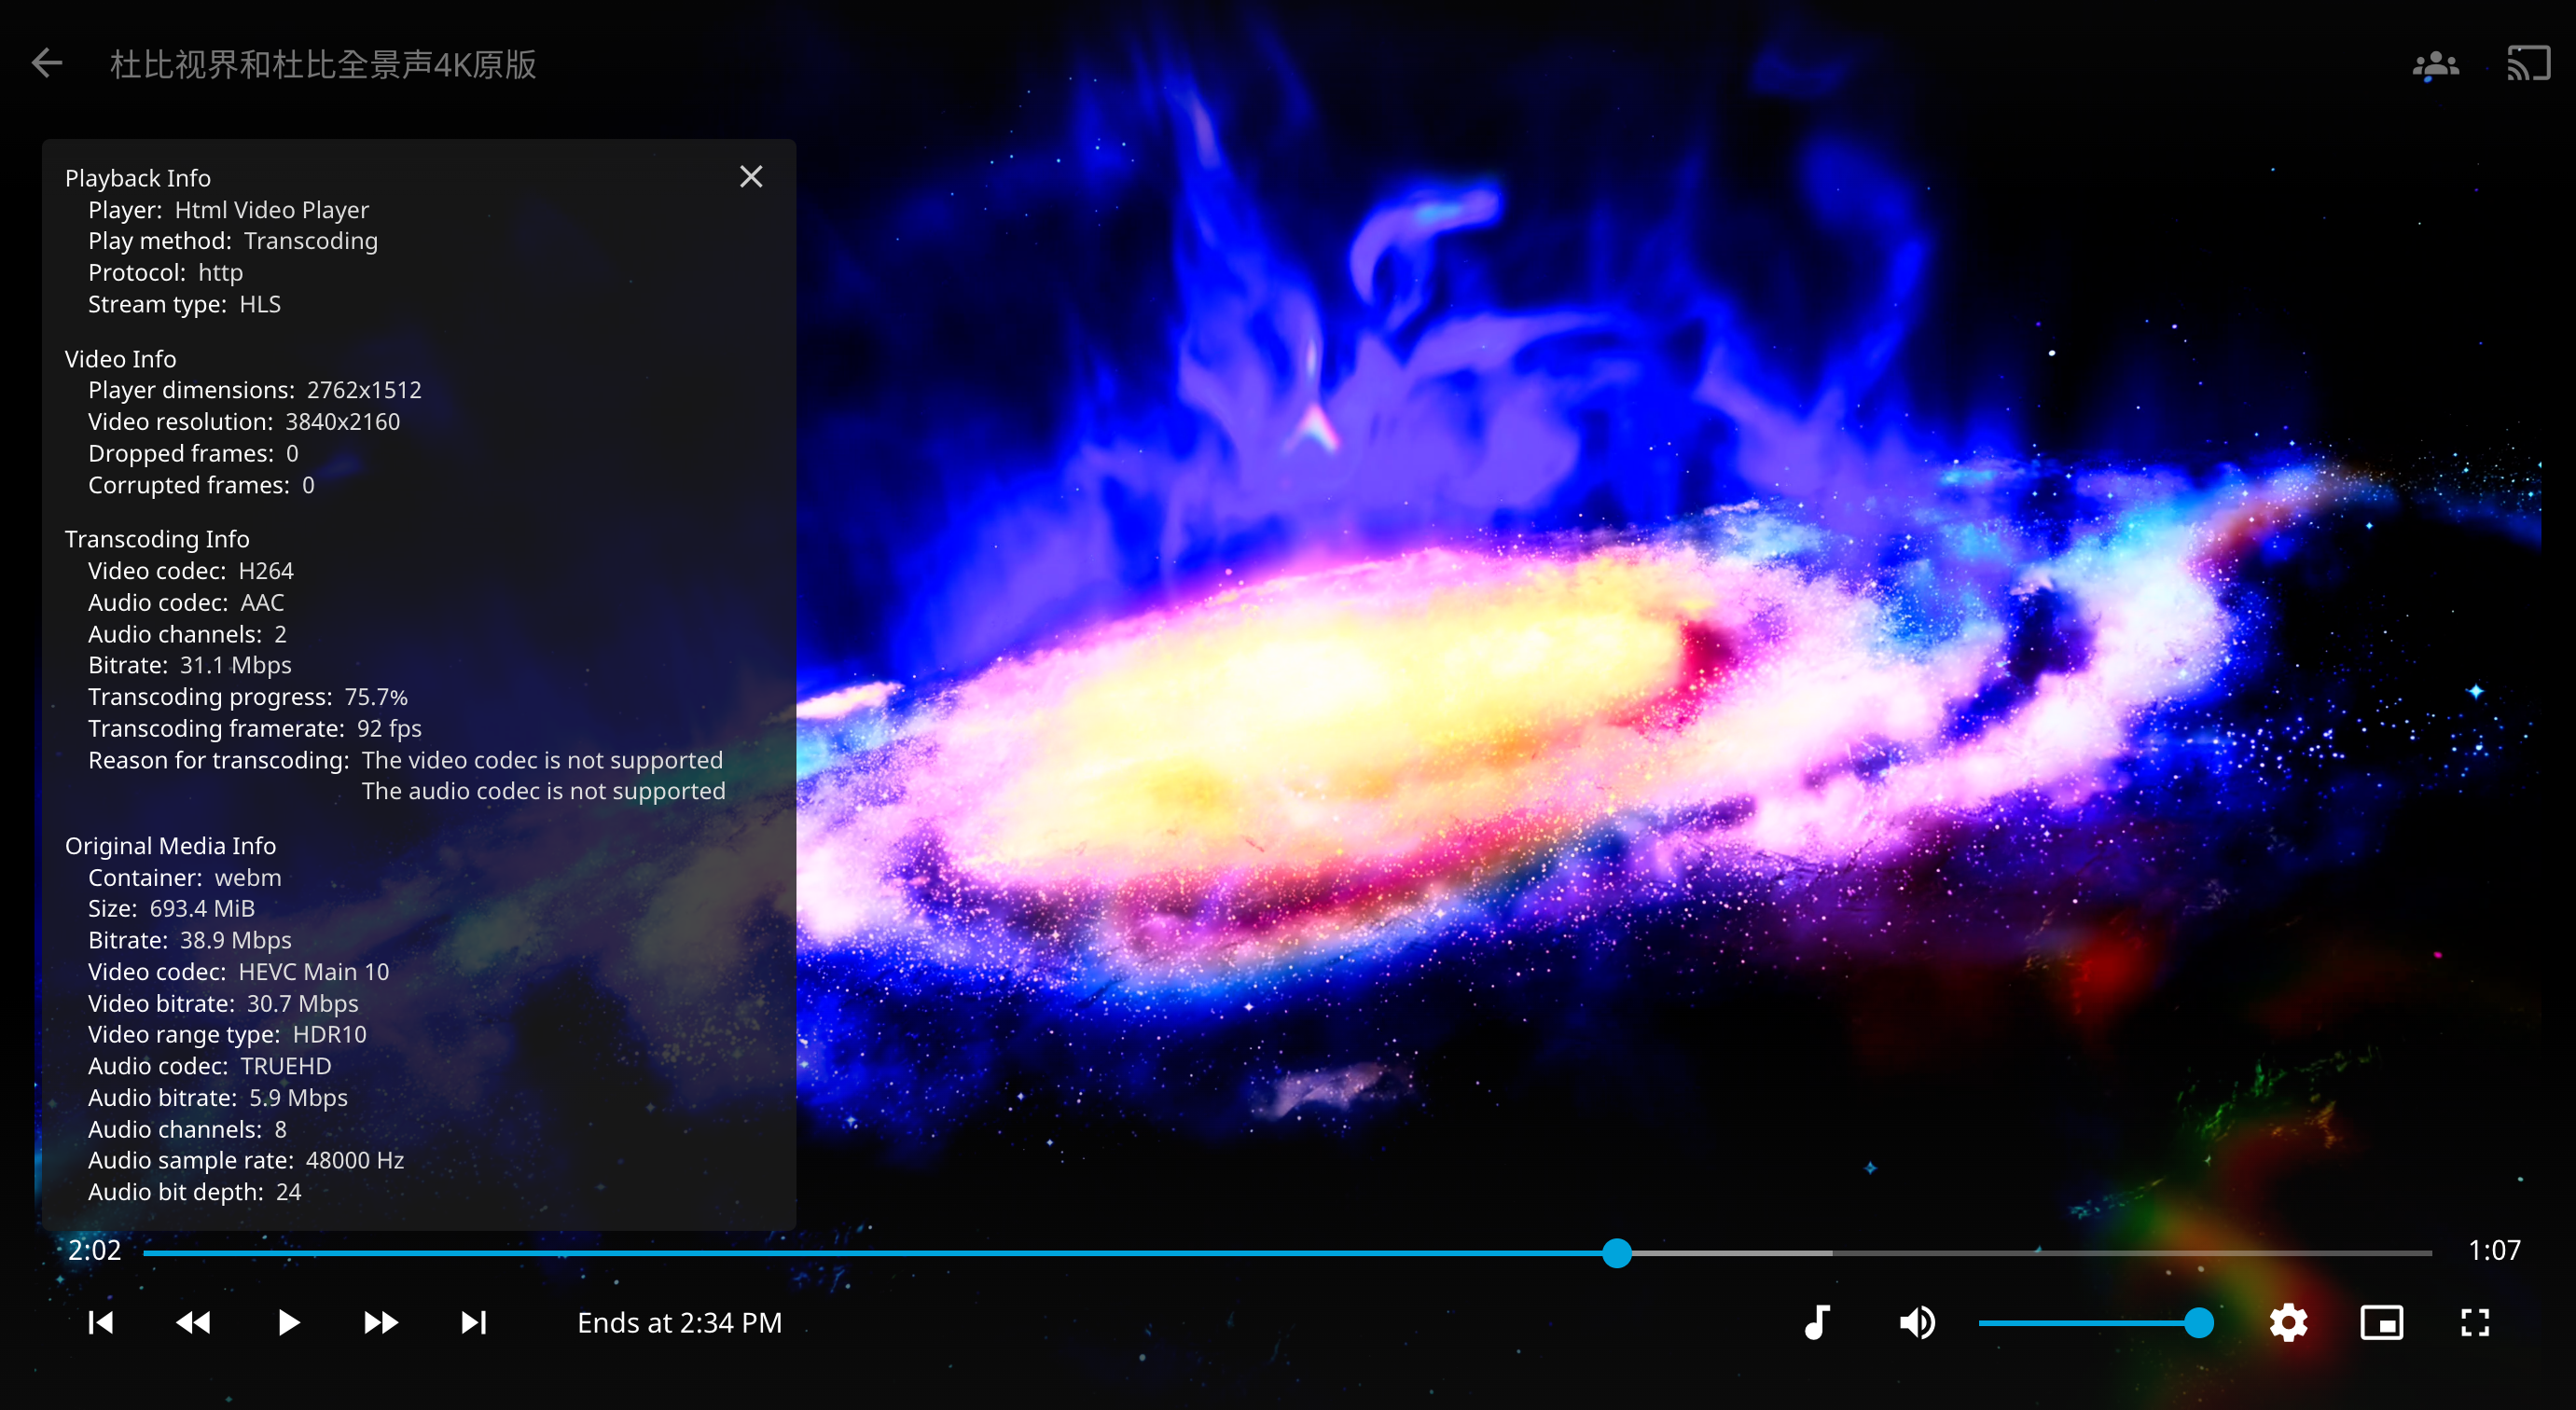 杜比视界和杜比全景声4K原版
Playback Info
Player: Html Video Player
Play method: Transcoding
Protocol: http
Stream type: HLS
Video Info
Player dimensions: 2762x1512
Video resolution: 3840x2160
Dropped frames: 0
Corrupted frames: 0
Transcoding Info
Video codec: H264
Audio codec: AAC
Audio channels: 2
Bitrate: 31.1 Mbps
Transcoding progress: 75.7%
Transcoding framerate: 92 fps
Reason for transcoding: The video codec is not supported
The audio codec is not supported
Original Media Info
Container: webm
Size: 693.4 MiB
Bitrate: 38.9 Mbps
Video codec: HEVC Main 10
Video bitrate: 30.7 Mbps
Video range type: HDR10
Audio codec: TRUEHD
Audio bitrate: 5.9 Mbps
Audio channels: 8
Audio sample rate: 48000 Hz
Audio bit depth: 24
2:02
1:07
Ends at 2:34 PM